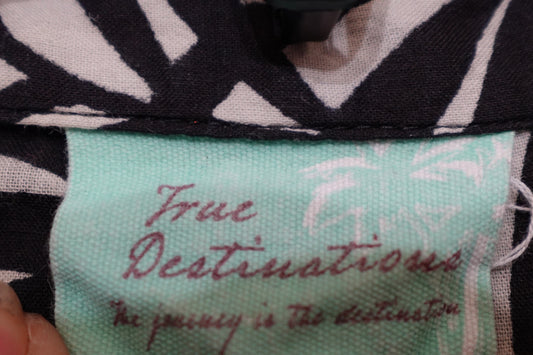 True
Destinations
The journey is the destination